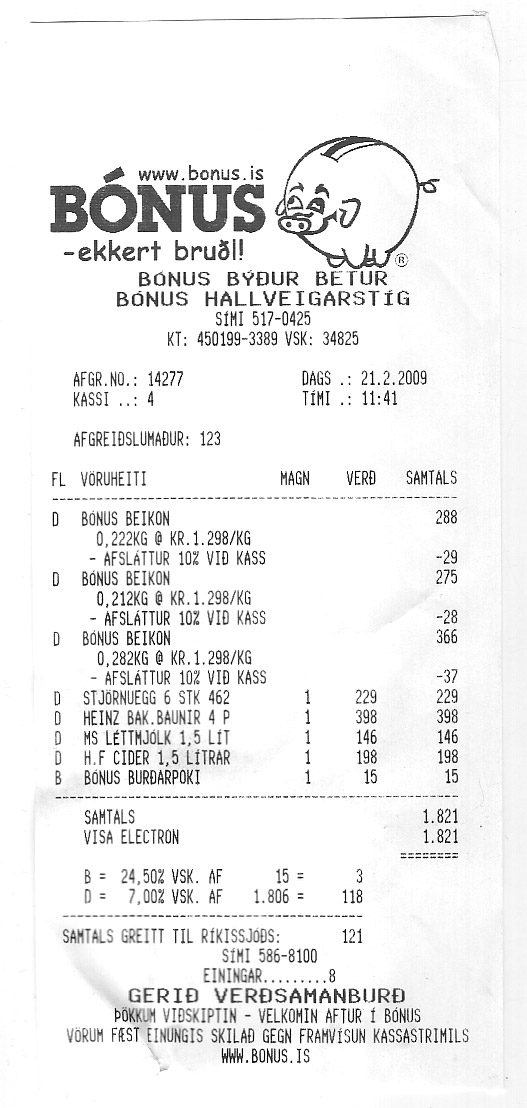 www.bonus.is
BÓNUS
-ekkert bruðl!
®
BÓNUS BÝÐUR BETUR
BÓNUS HALLVEIGARSTÍG
SÍMI 517-0425
KT: 450199-3389 VSK: 34825
AFGR.NO.: 14277 DAGS .: 21.2.2009
KASSI ..: 4 TÍMI .: 11:41
AFGREIÐSLUMAÐUR: 123
FL VÖRUHEITI MAGN VERÐ SAMTALS
D BÓNUS BEIKON 288
0,222KG @ KR.1.298/KG
- AFSLÁTTUR 10% VIÐ KASS -29
D BÓNUS BEIKON 275
0,212KG @ KR.1.298/KG
- AFSLÁTTUR 10% VIÐ KASS -28
D BÓNUS BEIKON 366
0,282KG @ KR.1.298/KG
- AFSLÁTTUR 10% VIÐ KASS -37
D STJÖRNUEGG 6 STK 462 1 229 229
D HEINZ BAK.BAUNIR 4 P 1 398 398
D MS LÉTTMJÓLK 1,5 LÍT 1 146 146
D H.F CIDER 1,5 LÍTRAR 1 198 198
B BÓNUS BURÐARPOKI 1 15 15
SAMTALS 1.821
VISA ELECTRON 1.821
========
B = 24,50% VSK. AF 15 = 3
D = 7,00% VSK. AF 1.806 = 118
SAMTALS GREITT TIL RÍKISSJÓÐS: 121
SÍMI 586-8100
EININGAR.........8
GERIÐ VERÐSAMANBURÐ
ÞÖKKUM VIÐSKIPTIN - VELKOMIN AFTUR Í BÓNUS
VÖRUM FÆST EINUNGIS SKILAÐ GEGN FRAMVÍSUN KASSASTRIMILS
WWW.BONUS.IS